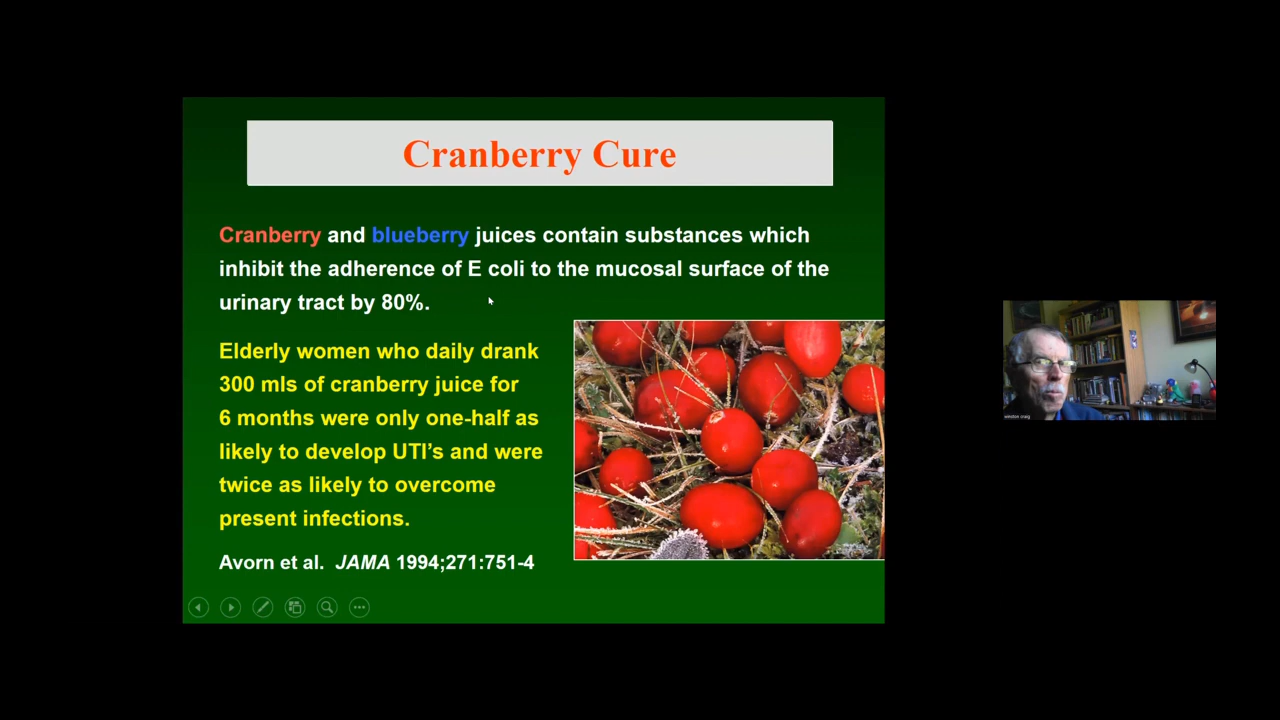 Cranberry Cure
Cranberry and blueberry juices contain substances which
inhibit the adherence of E coli to the mucosal surface of the
urinary tract by 80%.
Elderly women who daily drank
300 mls of cranberry juice for
6 months were only one-half as
likely to develop UTI’s and were
twice as likely to overcome
present infections.
Avorn et al. JAMA 1994;271:751-4
winston craig